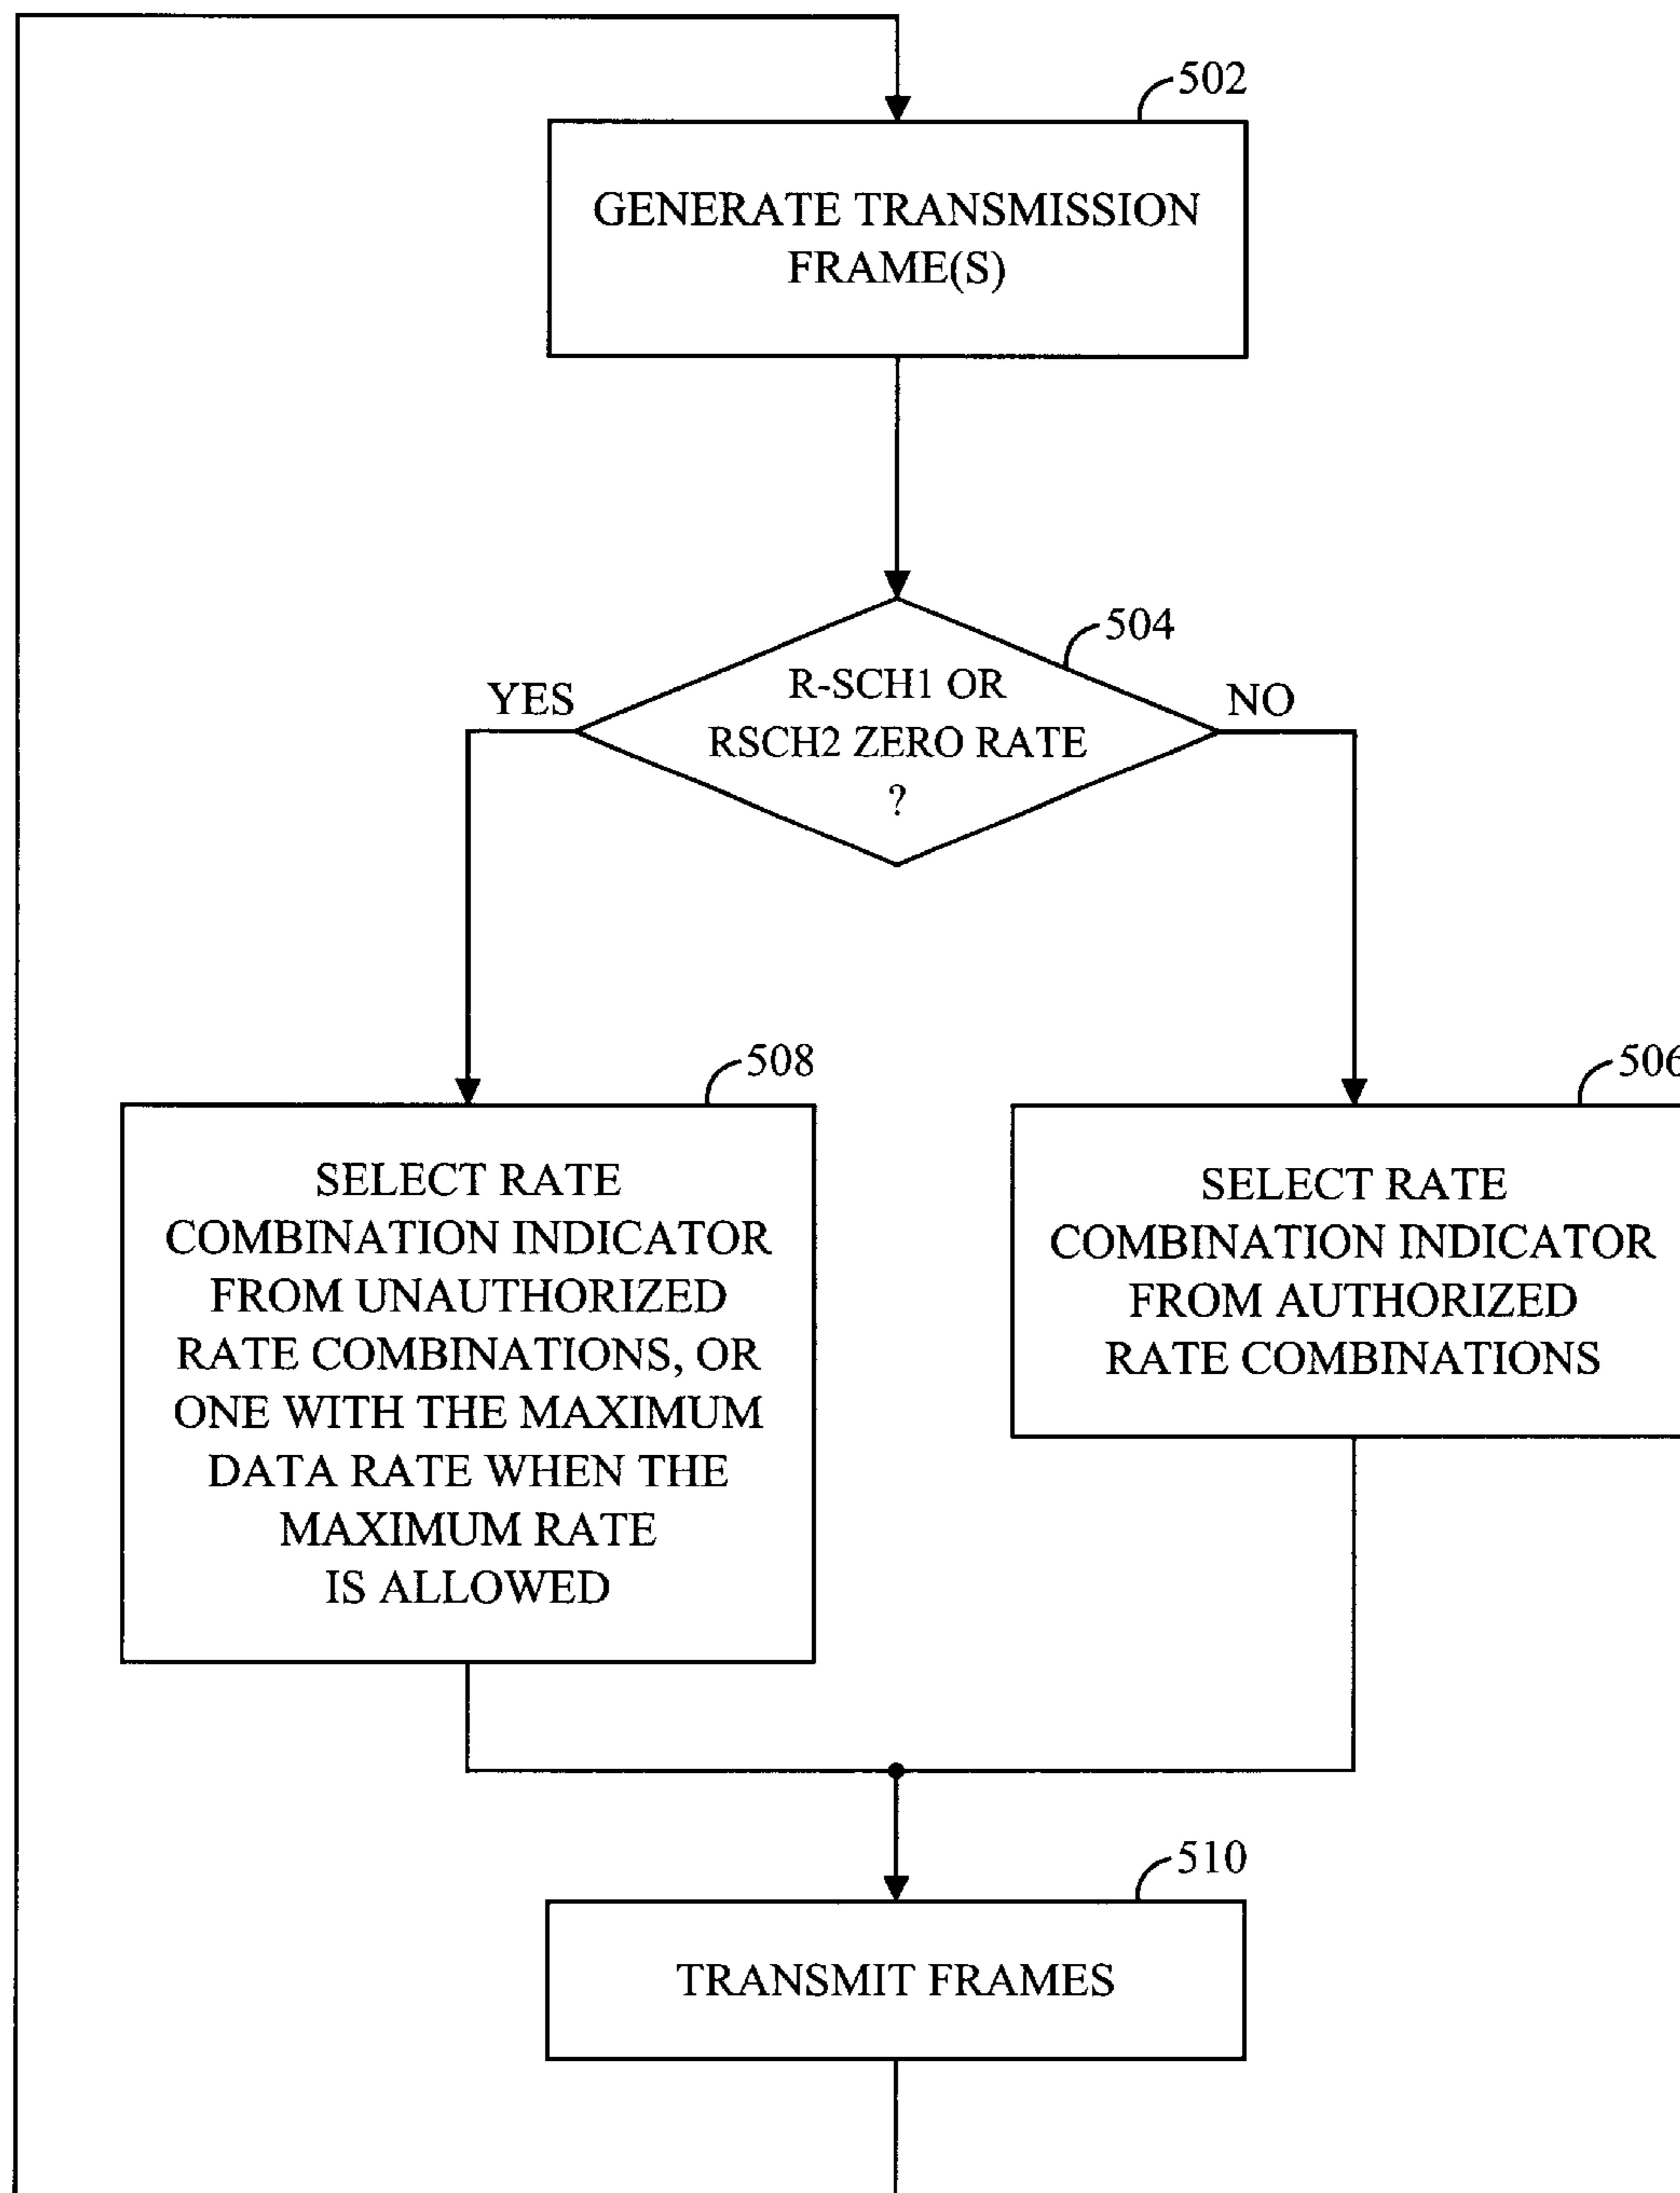 502
GENERATE TRANSMISSION
FRAME(S)
504
R-SCH1 OR
RSCH2 ZERO RATE
?
YES
NO
508
SELECT RATE
COMBINATION INDICATOR
FROM UNAUTHORIZED
RATE COMBINATIONS, OR
ONE WITH THE MAXIMUM
DATA RATE WHEN THE
MAXIMUM RATE
IS ALLOWED
506
SELECT RATE
COMBINATION INDICATOR
FROM AUTHORIZED
RATE COMBINATIONS
510
TRANSMIT FRAMES